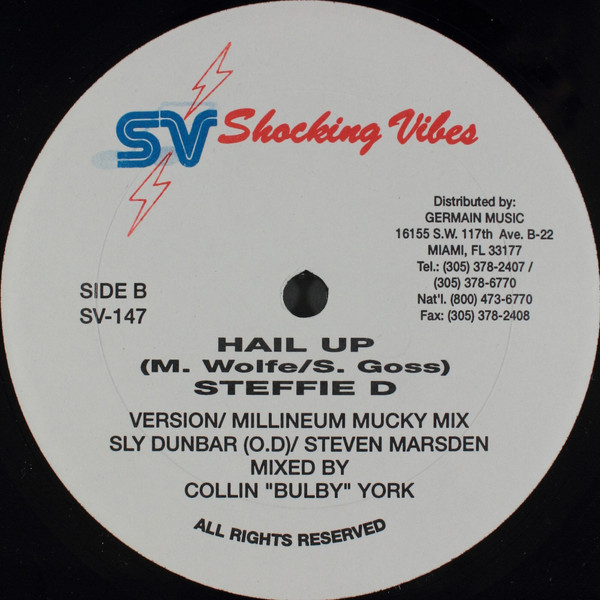 SV Shocking Vibes
Distributed by:
GERMAIN MUSIC
16155 S.W. 117th Ave. B-22
MIAMI, FL 33177
Tel.: (305) 378-2407 /
(305) 378-6770
Nat'l. (800) 473-6770
Fax: (305) 378-2408
SIDE B
SV-147
HAIL UP
(M. Wolfe/S. Goss)
STEFFIE D
VERSION/ MILLINEUM MUCKY MIX
SLY DUNBAR (O.D)/ STEVEN MARSDEN
MIXED BY
COLLIN "BULBY" YORK
ALL RIGHTS RESERVED